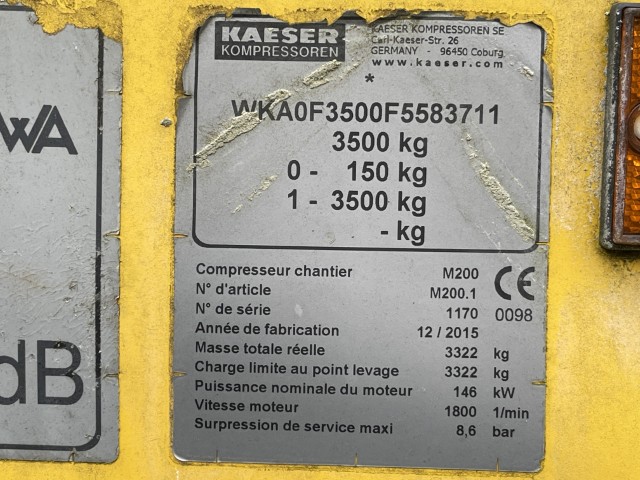 KAESER
KOMPRESSOREN
KAESER KOMPRESSOREN SE
Carl-Kaeser-Str. 26
GERMANY - 96450 Coburg
www.kaeser.com
*
WKA0F3500F5583711
3500 kg
0 - 150 kg
1 - 3500 kg
- kg
Compresseur chantier M200
N° d'article M200.1
N° de série 1170
CE
0098
Année de fabrication 12 / 2015
Masse totale réelle 3322 kg
Charge limite au point levage 3322 kg
Puissance nominale du moteur 146 kW
Vitesse moteur 1800 1/min
Surpression de service maxi 8,6 bar
WA
dB